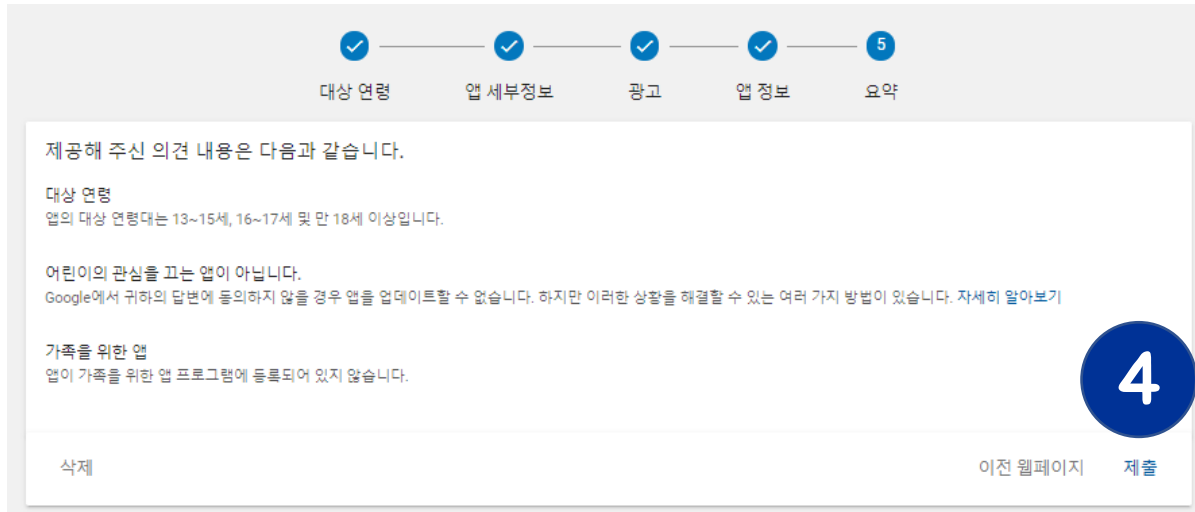 5
대상 연령 앱 세부정보 광고 앱 정보 요약
제공해 주신 의견 내용은 다음과 같습니다.
대상 연령
앱의 대상 연령대는 13~15세, 16~17세 및 만 18세 이상입니다.
어린이의 관심을 끄는 앱이 아닙니다.
Google에서 귀하의 답변에 동의하지 않을 경우 앱을 업데이트할 수 없습니다. 하지만 이러한 상황을 해결할 수 있는 여러 가지 방법이 있습니다. 자세히 알아보기
가족을 위한 앱
앱이 가족을 위한 앱 프로그램에 등록되어 있지 않습니다.
4
삭제 이전 웹페이지 제출